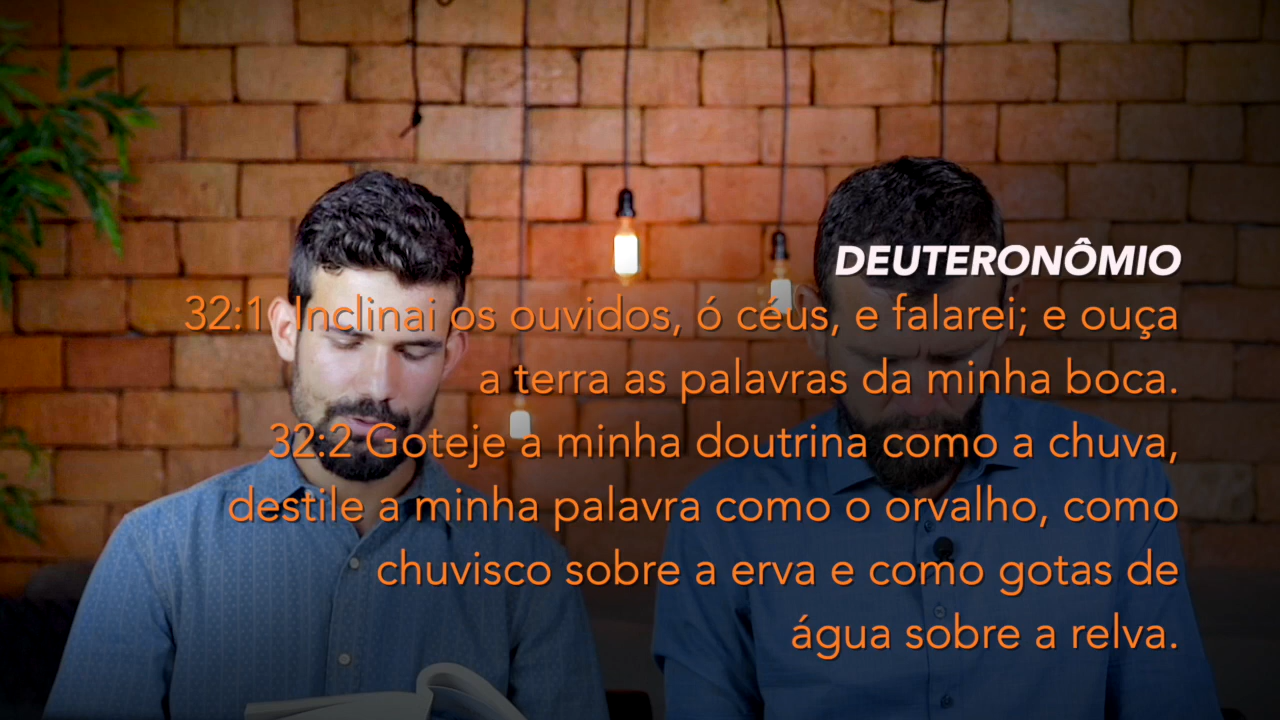 DEUTERONÔMIO
32:1 Inclinai os ouvidos, ó céus, e falarei; e ouça
a terra as palavras da minha boca.
32:2 Goteje a minha doutrina como a chuva,
destile a minha palavra como o orvalho, como
chuvisco sobre a erva e como gotas de
água sobre a relva.